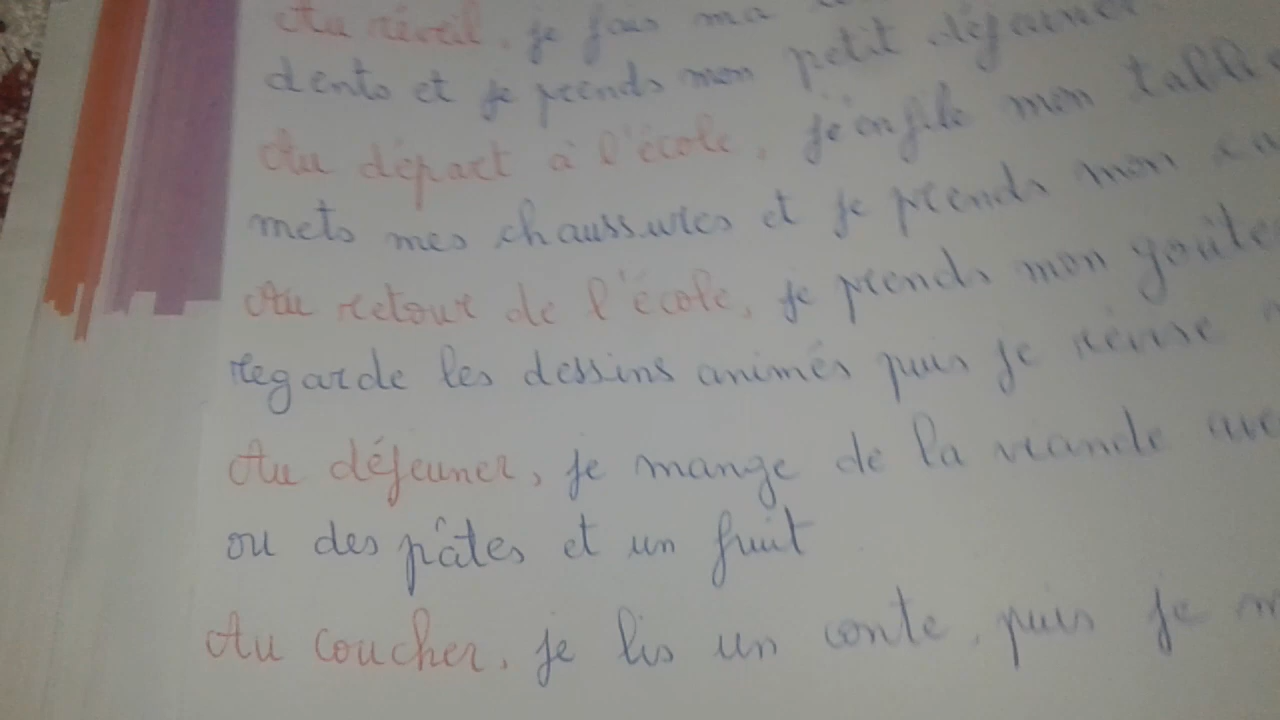 Au réveil, je fais ma
dents et je prends mon petit déjeuner.
Au départ à l'école, j'enfile mon
mets mes chaussures et je prends mon
Au retour de l'école, je prends mon goûter
regarde les dessins animés puis je révise
Au déjeuner, je mange de la viande
ou des pâtes et un fruit
Au coucher, je lis un conte, puis je